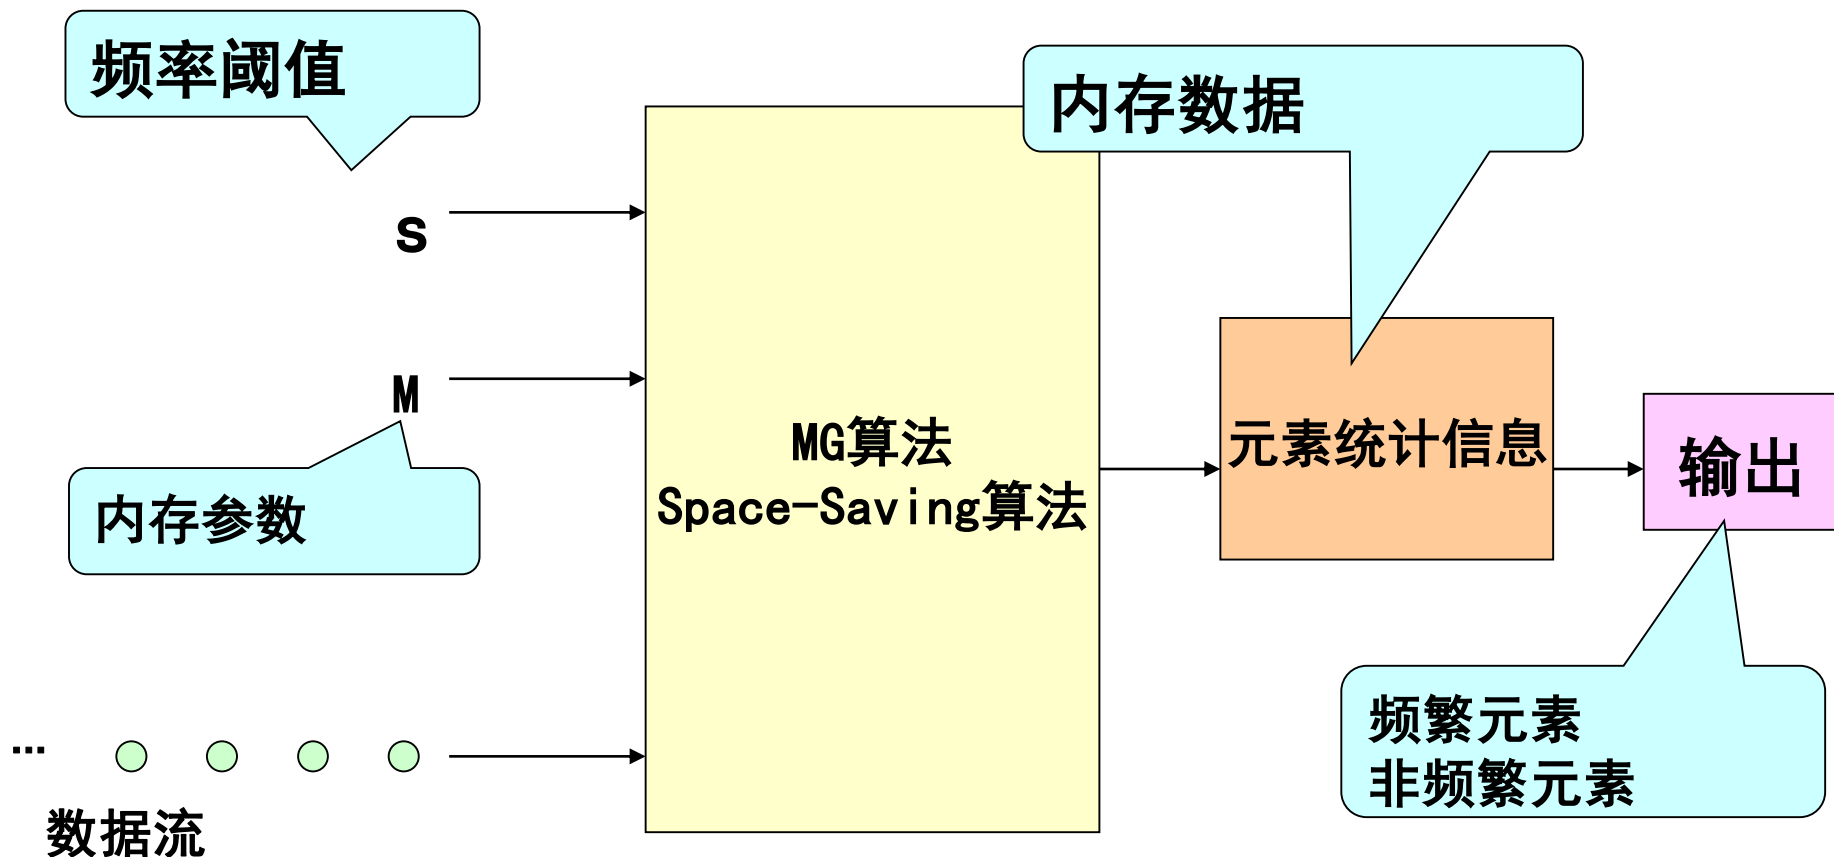 频率阈值
内存数据
S
M
内存参数
MG算法
Space-Saving算法
元素统计信息
输出
频繁元素
非频繁元素
…
数据流